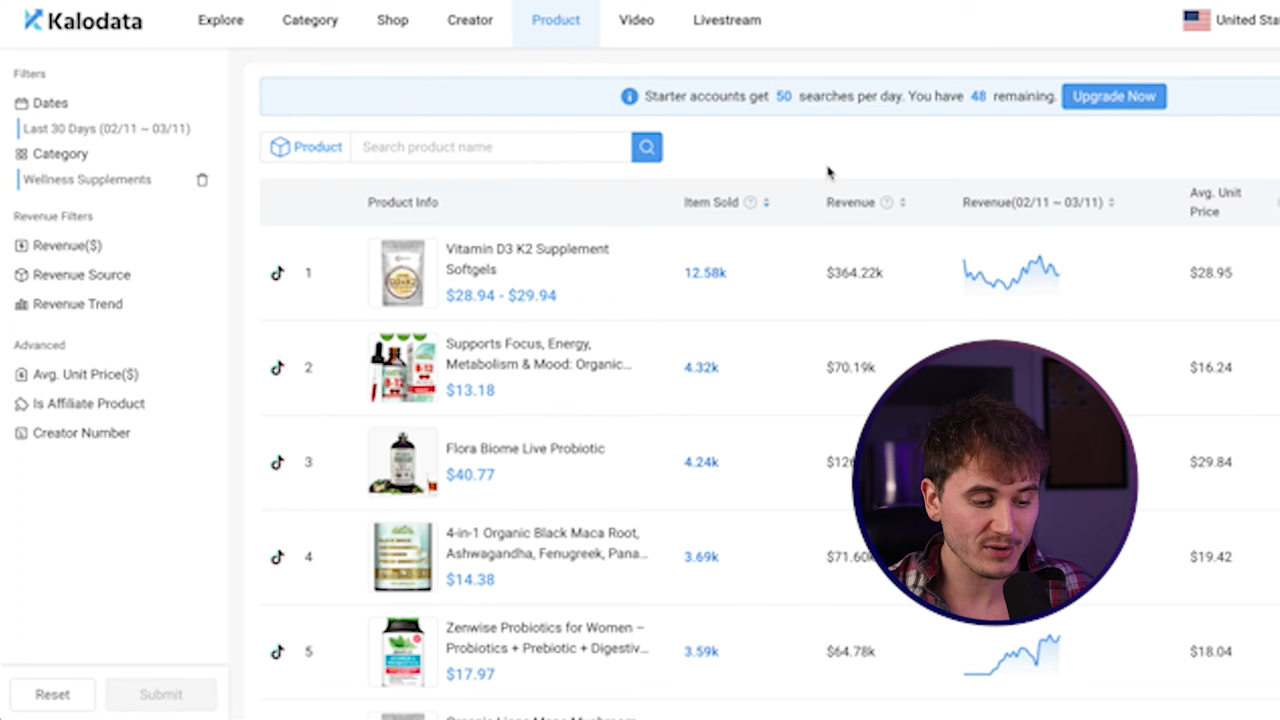 Kalodata
Explore
Category
Shop
Creator
Product
Video
Livestream
United
Filters
Dates
Last 30 Days (02/11 ~ 03/11)
Category
Wellness Supplements
Revenue Filters
Revenue($)
Revenue Source
Revenue Trend
Advanced
Avg. Unit Price($)
Is Affiliate Product
Creator Number
Reset
Submit
Starter accounts get 50 searches per day. You have 48 remaining.
Upgrade Now
Product
Search product name
Product Info
Item Sold
Revenue
Revenue(02/11 ~ 03/11)
Avg. Unit
Price
1
Vitamin D3 K2 Supplement
Softgels
$28.94 - $29.94
12.58k
$364.22k
$28.95
2
Supports Focus, Energy,
Metabolism & Mood: Organic...
$13.18
4.32k
$70.19k
$16.24
3
Flora Biome Live Probiotic
$40.77
4.24k
$29.84
4
4-in-1 Organic Black Maca Root,
Ashwagandha, Fenugreek, Pana...
$14.38
3.69k
$71.60k
$19.42
5
Zenwise Probiotics for Women –
Probiotics + Prebiotic + Digestiv...
$17.97
3.59k
$64.78k
$18.04